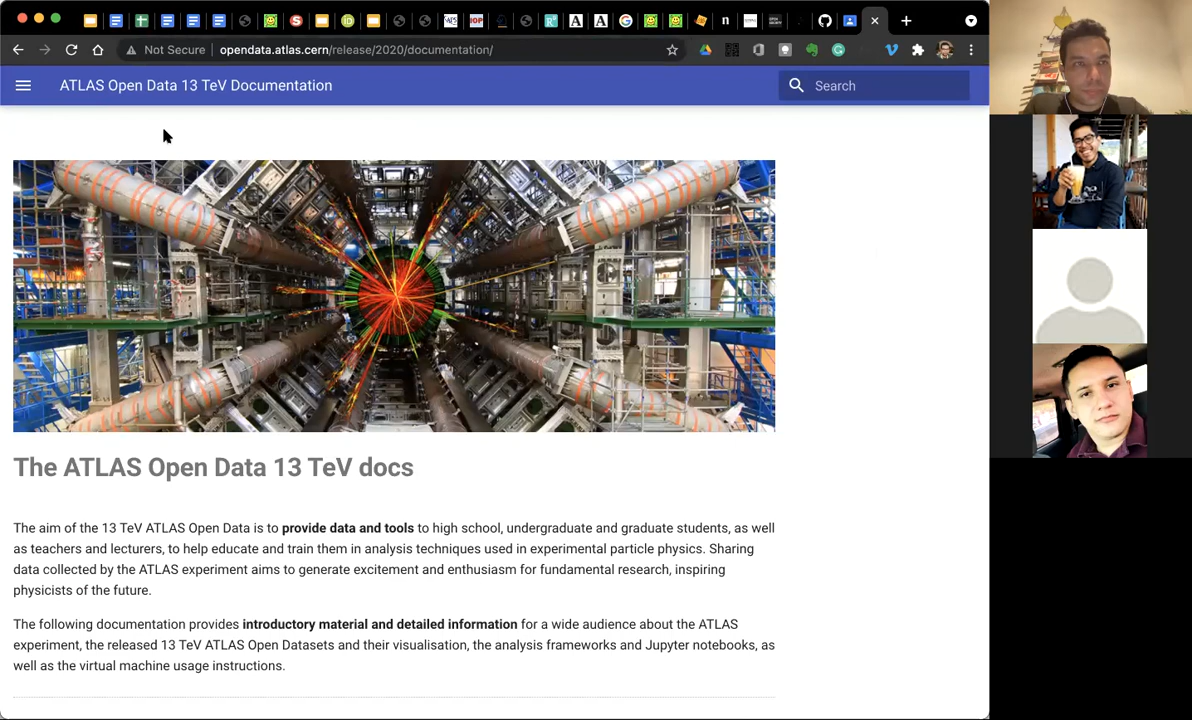 Not Secure
opendata.atlas.cern/release/2020/documentation/
ATLAS Open Data 13 TeV Documentation
Search
The ATLAS Open Data 13 TeV docs
The aim of the 13 TeV ATLAS Open Data is to provide data and tools to high school, undergraduate and graduate students, as well
as teachers and lecturers, to help educate and train them in analysis techniques used in experimental particle physics. Sharing
data collected by the ATLAS experiment aims to generate excitement and enthusiasm for fundamental research, inspiring
physicists of the future.
The following documentation provides introductory material and detailed information for a wide audience about the ATLAS
experiment, the released 13 TeV ATLAS Open Datasets and their visualisation, the analysis frameworks and Jupyter notebooks, as
well as the virtual machine usage instructions.